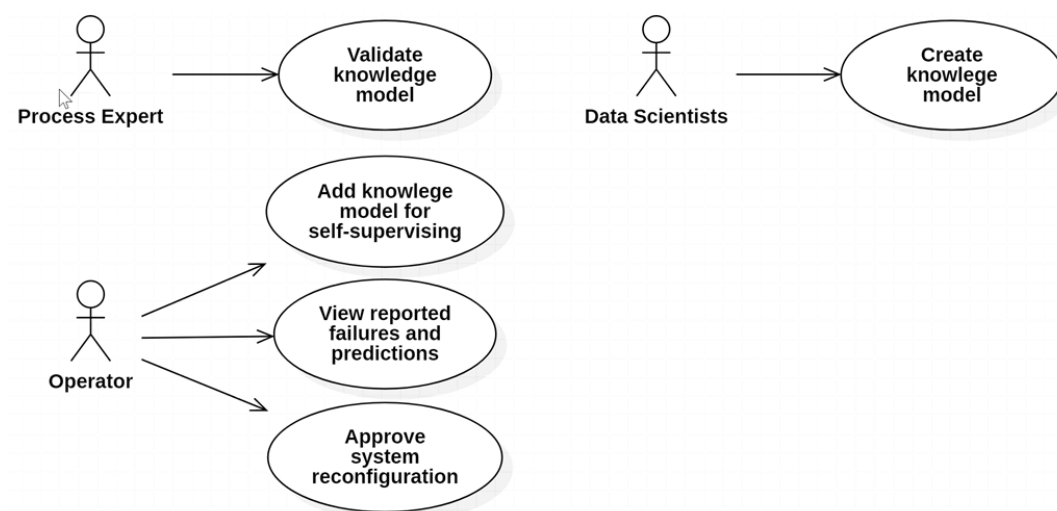 Validate
knowledge
model
Process Expert
Create
knowlege
model
Data Scientists
Add knowlege
model for
self-supervising
View reported
failures and
predictions
Operator
Approve
system
reconfiguration